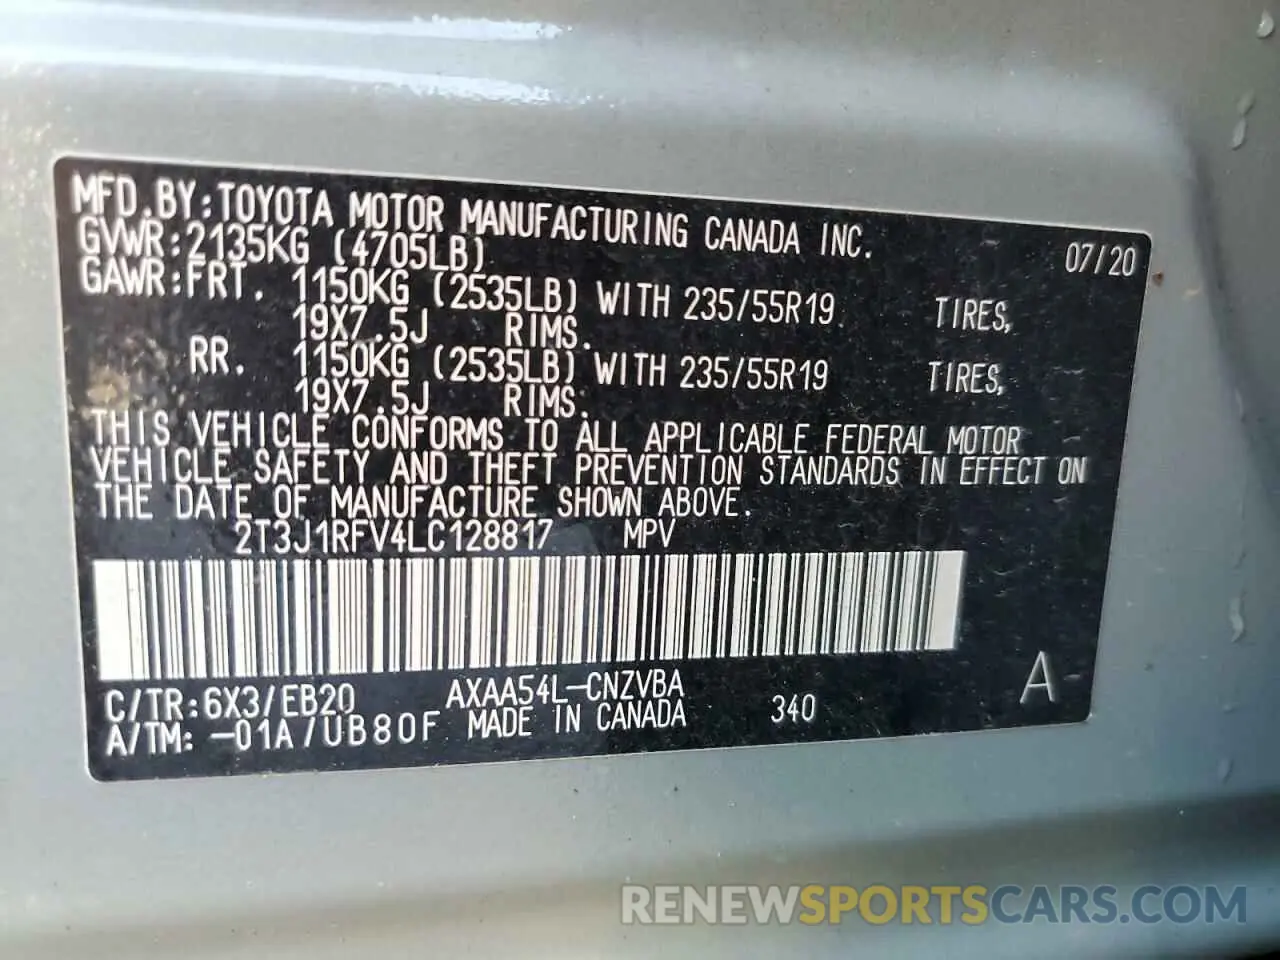 MFD.BY:TOYOTA MOTOR MANUFACTURING CANADA INC. 07/20
GVWR:2135KG (4705LB)
GAWR:FRT. 1150KG (2535LB) WITH 235/55R19 TIRES,
19X7.5J RIMS.
RR. 1150KG (2535LB) WITH 235/55R19 TIRES,
19X7.5J RIMS.
THIS VEHICLE CONFORMS TO ALL APPLICABLE FEDERAL MOTOR
VEHICLE SAFETY AND THEFT PREVENTION STANDARDS IN EFFECT ON
THE DATE OF MANUFACTURE SHOWN ABOVE.
2T3J1RFV4LC128817 MPV
C/TR:6X3/EB20 AXAA54L-CNZVBA
A/TM:-01A/UB80F MADE IN CANADA 340 A
RENEWSPORTSCARS.COM